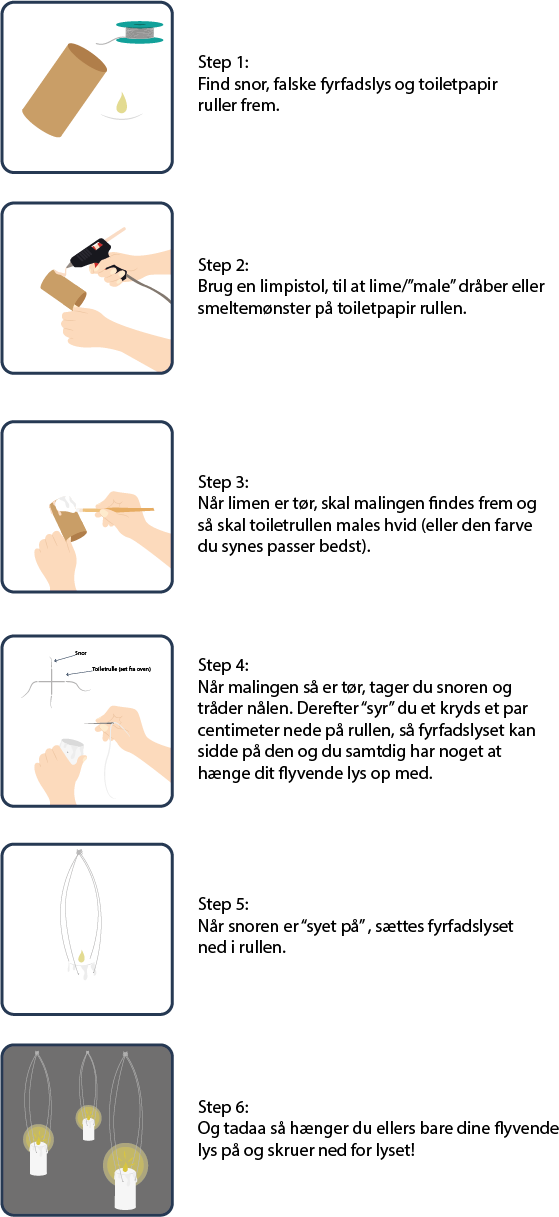 Step 1:
Find snor, falske fyrfadslys og toiletpapir
ruller frem.
Step 2:
Brug en limpistol, til at lime/”male” dråber eller
smeltemønster på toiletpapir rullen.
Step 3:
Når limen er tør, skal malingen findes frem og
så skal toiletrullen males hvid (eller den farve
du synes passer bedst).
Snor
Toiletrulle (set fra oven)
Step 4:
Når malingen så er tør, tager du snoren og
tråder nålen. Derefter “syr” du et kryds et par
centimeter nede på rullen, så fyrfadslyset kan
sidde på den og du samtdig har noget at
hænge dit flyvende lys op med.
Step 5:
Når snoren er “syet på” , sættes fyrfadslyset
ned i rullen.
Step 6:
Og tadaa så hænger du ellers bare dine flyvende
lys på og skruer ned for lyset!